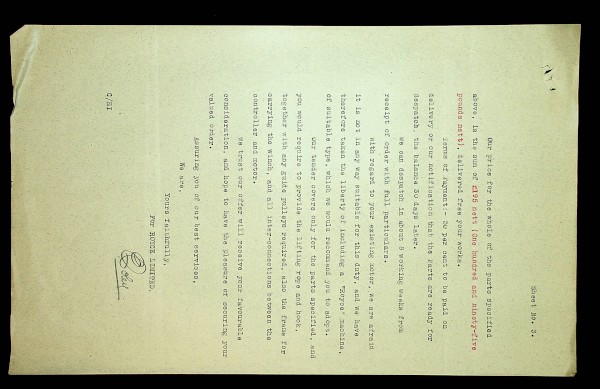 Sheet No. 3.
Our price for the whole of the parts specified
above, is the sum of £195 nett (One hundred and ninety-five
pounds nett), delivered free your works.
Terms of Payment - 50 per cent to be paid on
delivery or our notification that the parts are ready for
despatch, the balance 30 days later.
We can despatch in about 8 working weeks from
receipt of order with full particulars.
With regard to your existing motor, we are afraid
it is not in any way suitable for this duty, and we have
therefore taken the liberty of including a "Royce" machine,
of suitable type, which we would recommend you to adopt.
Our tender covers only for the parts specified, and
you would require to provide the lifting rope and hook,
together with any guide pulleys required, also the frame for
carrying the winch, and all inter-connections between the
controller and motor.
We trust our offer will receive your favourable
consideration, and hope to have the pleasure of securing your
valued order.
Assuring you of our best services,
We are,
Yours faithfully,
For ROYCE LIMITED.
C/EI